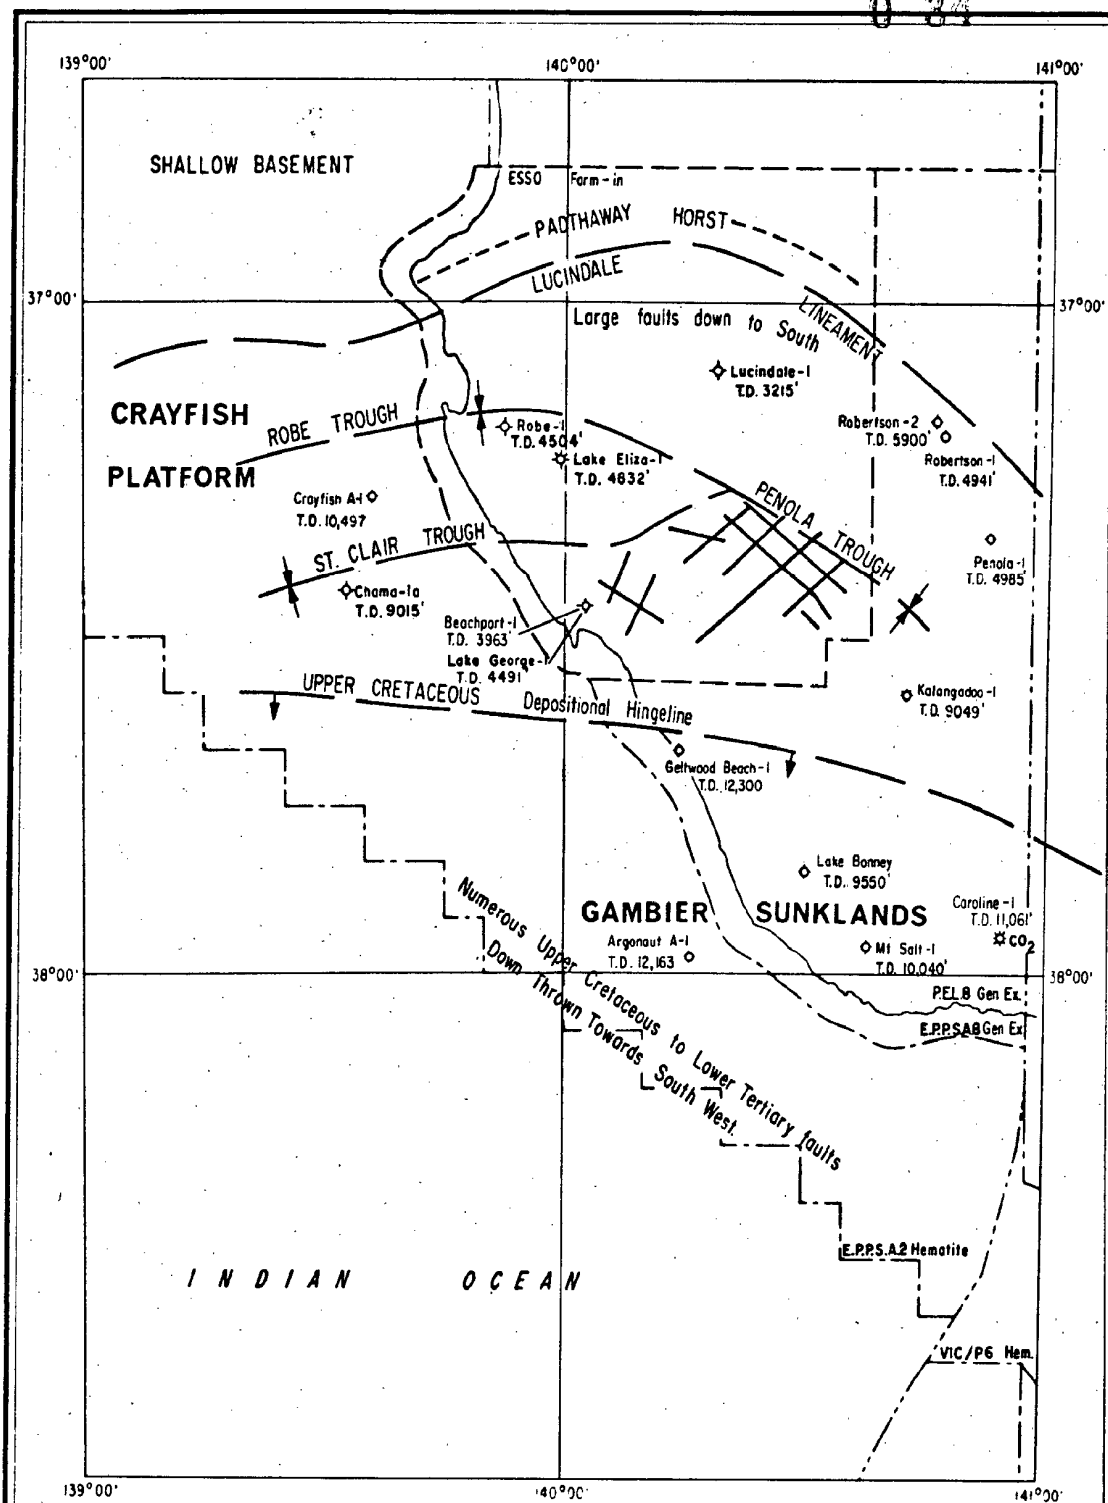 139°00'
140°00'
141°00'
SHALLOW BASEMENT
ESSO Farm-in
PADTHAWAY HORST
LUCINDALE LINEAMENT
37°00'
37°00'
Large faults down to South
Lucindale-1
T.D. 3215'
CRAYFISH
PLATFORM
ROBE TROUGH
Robe-1
T.D. 4504'
Lake Eliza-1
T.D. 4632'
Robertson-2
T.D. 5900'
Robertson-1
T.D. 4941'
Crayfish A-1
T.D. 10,497
PENOLA TROUGH
ST. CLAIR TROUGH
Penola-1
T.D. 4985'
Chama-1a
T.D. 9015'
Beachport-1
T.D. 3963'
Lake George-1
T.D. 4491'
UPPER CRETACEOUS Depositional Hingeline
Kalangadoo-1
T.D. 9049'
Geltwood Beach-1
T.D. 12,300
Lake Bonney
T.D. 9550'
GAMBIER SUNKLANDS
Caroline-1
T.D. 11,061'
CO2
Argonaut A-1
T.D. 12,163
Mt Salt-1
T.D. 10,040'
38°00'
38°00'
Numerous Upper Cretaceous to Lower Tertiary faults
Down Thrown Towards South West.
P.E.L.8 Gen Ex.
E.P.P.S.A.8 Gen Ex
E.P.P.S.A.2 Hematite
INDIAN OCEAN
VIC/P6 Hem.
139°00'
140°00'
141°00'